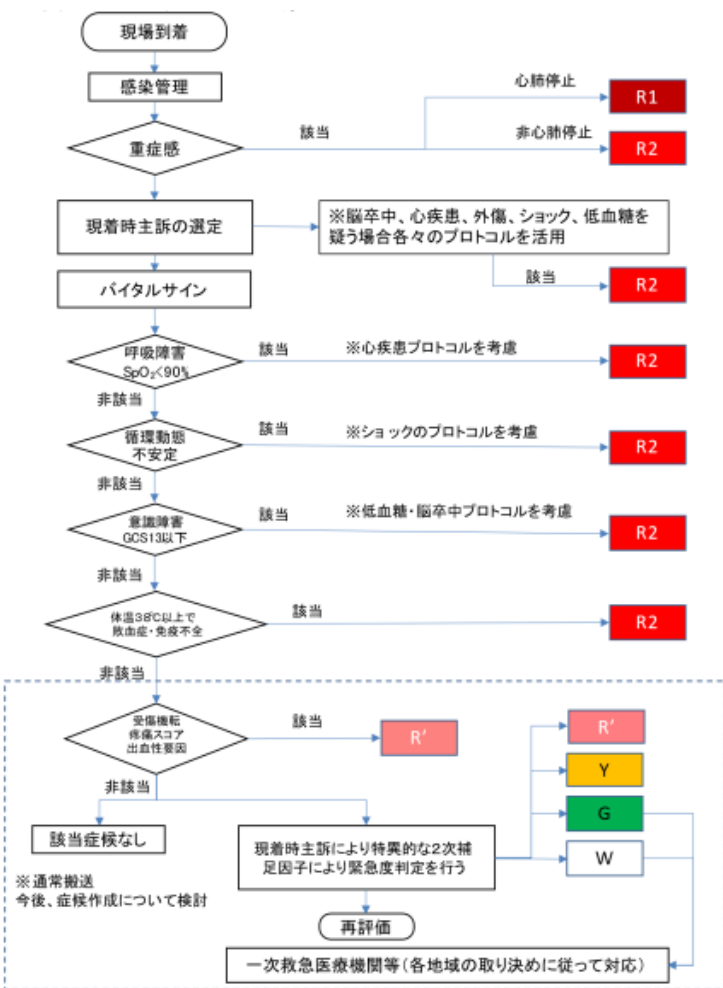 現場到着
感染管理
重症感
該当
心肺停止
R1
非心肺停止
R2
現着時主訴の選定
※脳卒中、心疾患、外傷、ショック、低血糖を
疑う場合各々のプロトコルを活用
該当
R2
バイタルサイン
呼吸障害
SpO₂<90%
該当
※心疾患プロトコルを考慮
R2
非該当
循環動態
不安定
該当
※ショックのプロトコルを考慮
R2
非該当
意識障害
GCS13以下
該当
※低血糖・脳卒中プロトコルを考慮
R2
非該当
体温38℃以上で
敗血症・免疫不全
該当
R2
非該当
受傷機転
疼痛スコア
出血性要因
該当
R′
非該当
該当症候なし
※通常搬送
今後、症候作成について検討
現着時主訴により特異的な2次補
足因子により緊急度判定を行う
R′
Y
G
W
再評価
一次救急医療機関等(各地域の取り決めに従って対応)